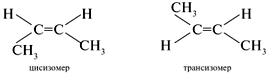 H H
C=C
CH₃ CH₃
цисизомер
CH₃ H
C=C
H CH₃
трансизомер